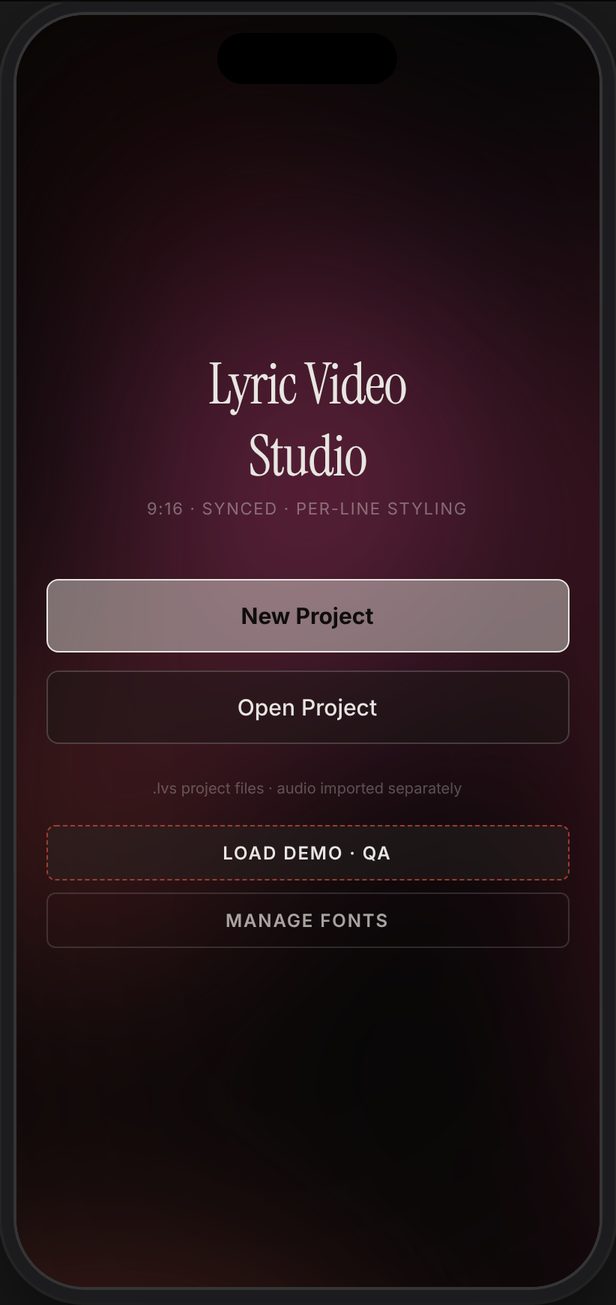 Lyric Video
Studio
9:16 · SYNCED · PER-LINE STYLING
New Project
Open Project
.lvs project files · audio imported separately
LOAD DEMO · QA
MANAGE FONTS